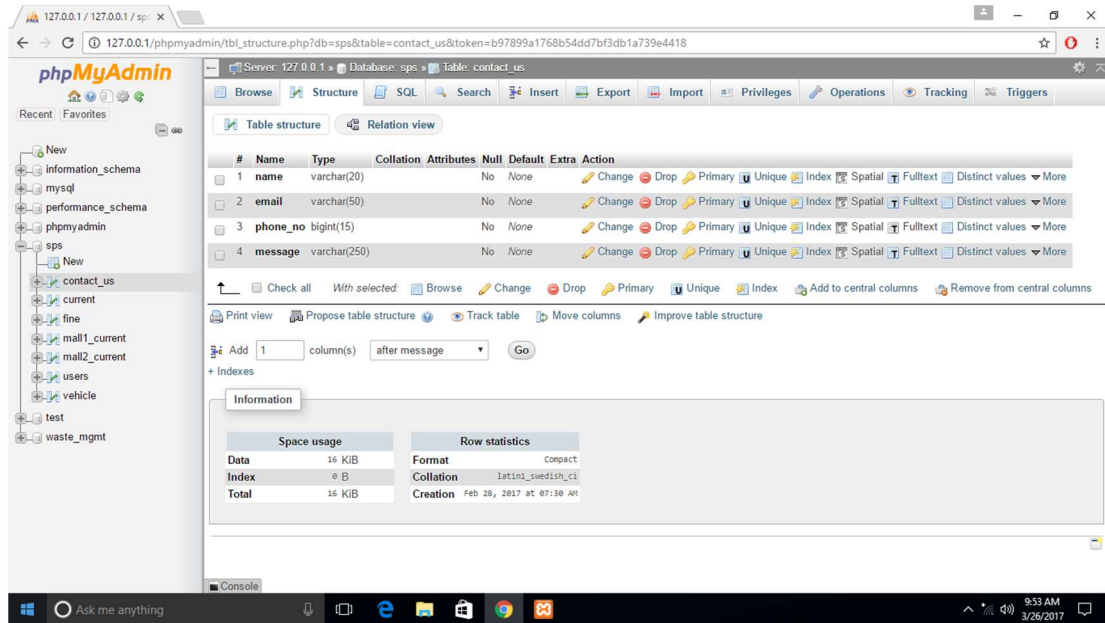 127.0.0.1 / 127.0.0.1 / sps
127.0.0.1/phpmyadmin/tbl_structure.php?db=sps&table=contact_us&token=b97899a1768b54dd7bf3db1a739e4418
phpMyAdmin
Recent Favorites
New
information_schema
mysql
performance_schema
phpmyadmin
sps
New
contact_us
current
fine
mall1_current
mall2_current
users
vehicle
test
waste_mgmt
Server: 127.0.0.1 » Database: sps » Table: contact_us
Browse Structure SQL Search Insert Export Import Privileges Operations Tracking Triggers
Table structure Relation view
# Name Type Collation Attributes Null Default Extra Action
1 name varchar(20) No None Change Drop Primary Unique Index Spatial Fulltext Distinct values More
2 email varchar(50) No None Change Drop Primary Unique Index Spatial Fulltext Distinct values More
3 phone_no bigint(15) No None Change Drop Primary Unique Index Spatial Fulltext Distinct values More
4 message varchar(250) No None Change Drop Primary Unique Index Spatial Fulltext Distinct values More
Check all With selected: Browse Change Drop Primary Unique Index Add to central columns Remove from central columns
Print view Propose table structure Track table Move columns Improve table structure
Add 1 column(s) after message Go
+ Indexes
Information
Space usage
Data 16 KiB
Index 0 B
Total 16 KiB
Row statistics
Format Compact
Collation latin1_swedish_ci
Creation Feb 28, 2017 at 07:30 AM
Console
Ask me anything
9:53 AM
3/26/2017